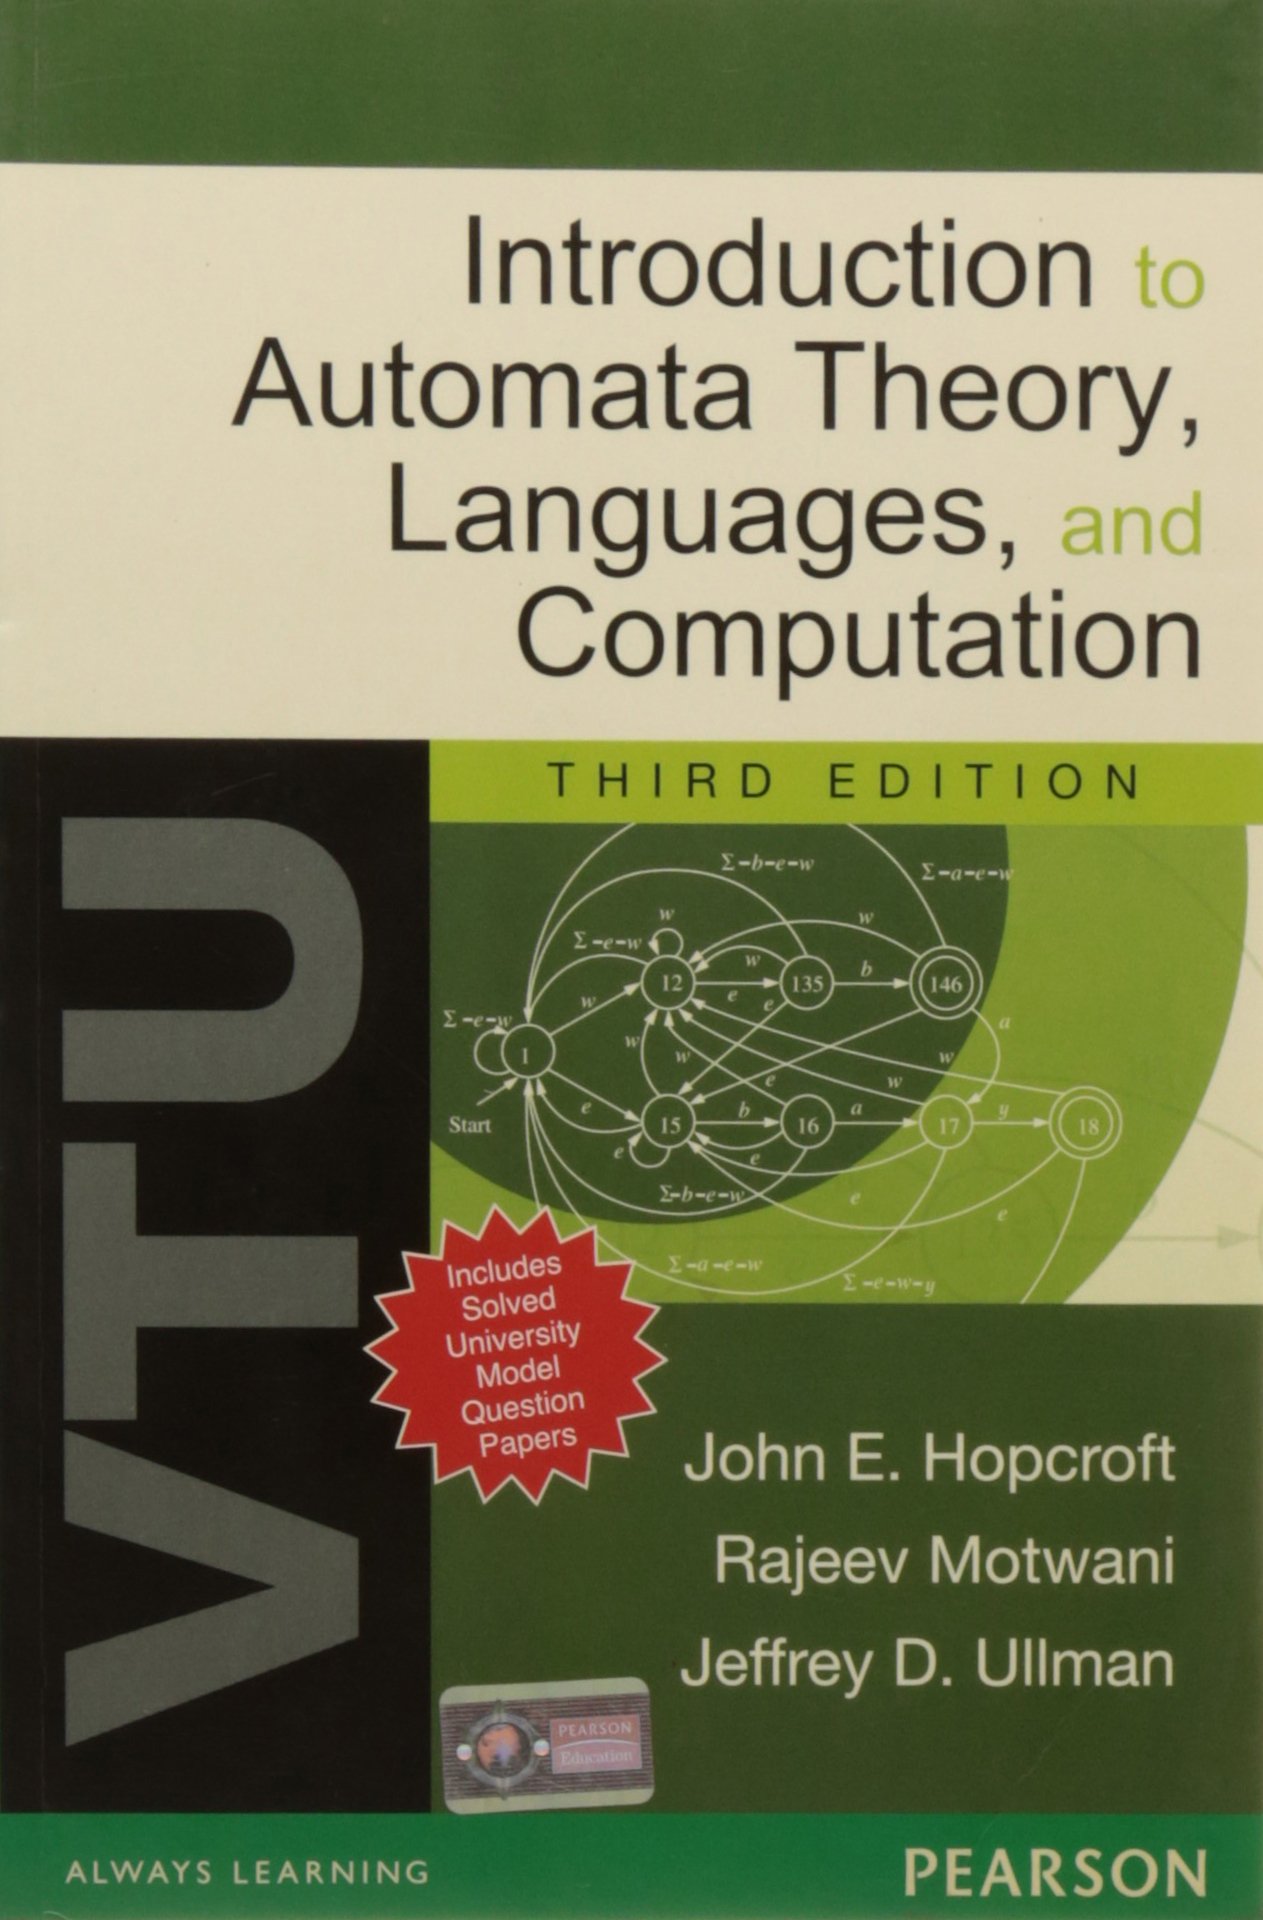 Introduction to
Automata Theory,
Languages, and
Computation
THIRD EDITION
VTU
Σ-b-e-w
Σ-a-e-w
w
w
Σ-e-w
12
w
e
135
b
146
e
w
Σ-e-w
1
w
w
a
e
w
w
Start
e
15
b
16
a
17
y
18
e
e
Σ-b-e-w
e
e
Σ-a-e-w
Σ-e-w-y
Includes
Solved
University
Model
Question
Papers
John E. Hopcroft
Rajeev Motwani
Jeffrey D. Ullman
PEARSON
Education
ALWAYS LEARNING
PEARSON